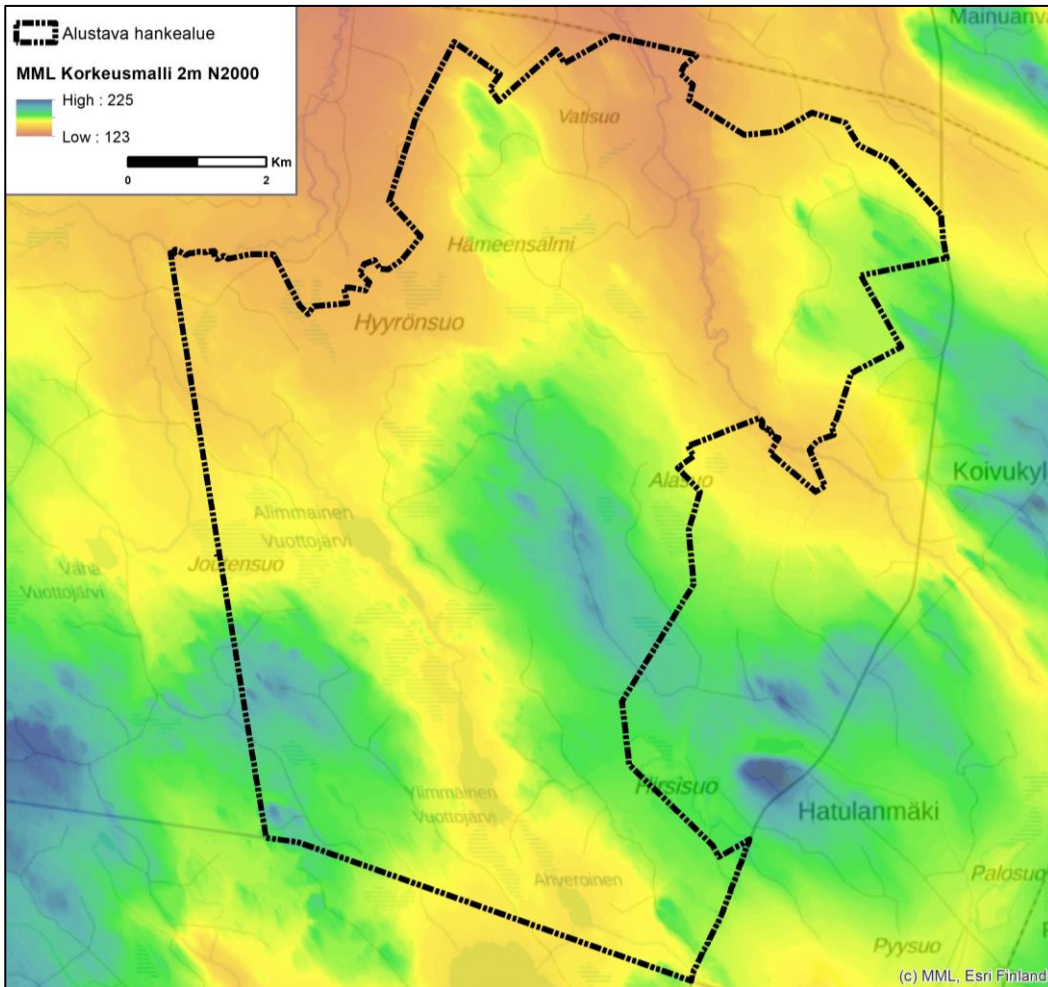 Alustava hankealue
MML Korkeusmalli 2m N2000
High : 225
Low : 123
Km
0 2
Mainuanva
Vatisuo
Hämeensalmi
Hyyrönsuo
Koivukyl
Alasuo
Alimmainen
Vuottojärvi
Joutensuo
Vähä
Vuottojärvi
Hirsisuo
Ylimmäinen
Vuottojärvi
Hatulanmäki
Ahveroinen
Palosuo
Pyysuo
(c) MML, Esri Finland